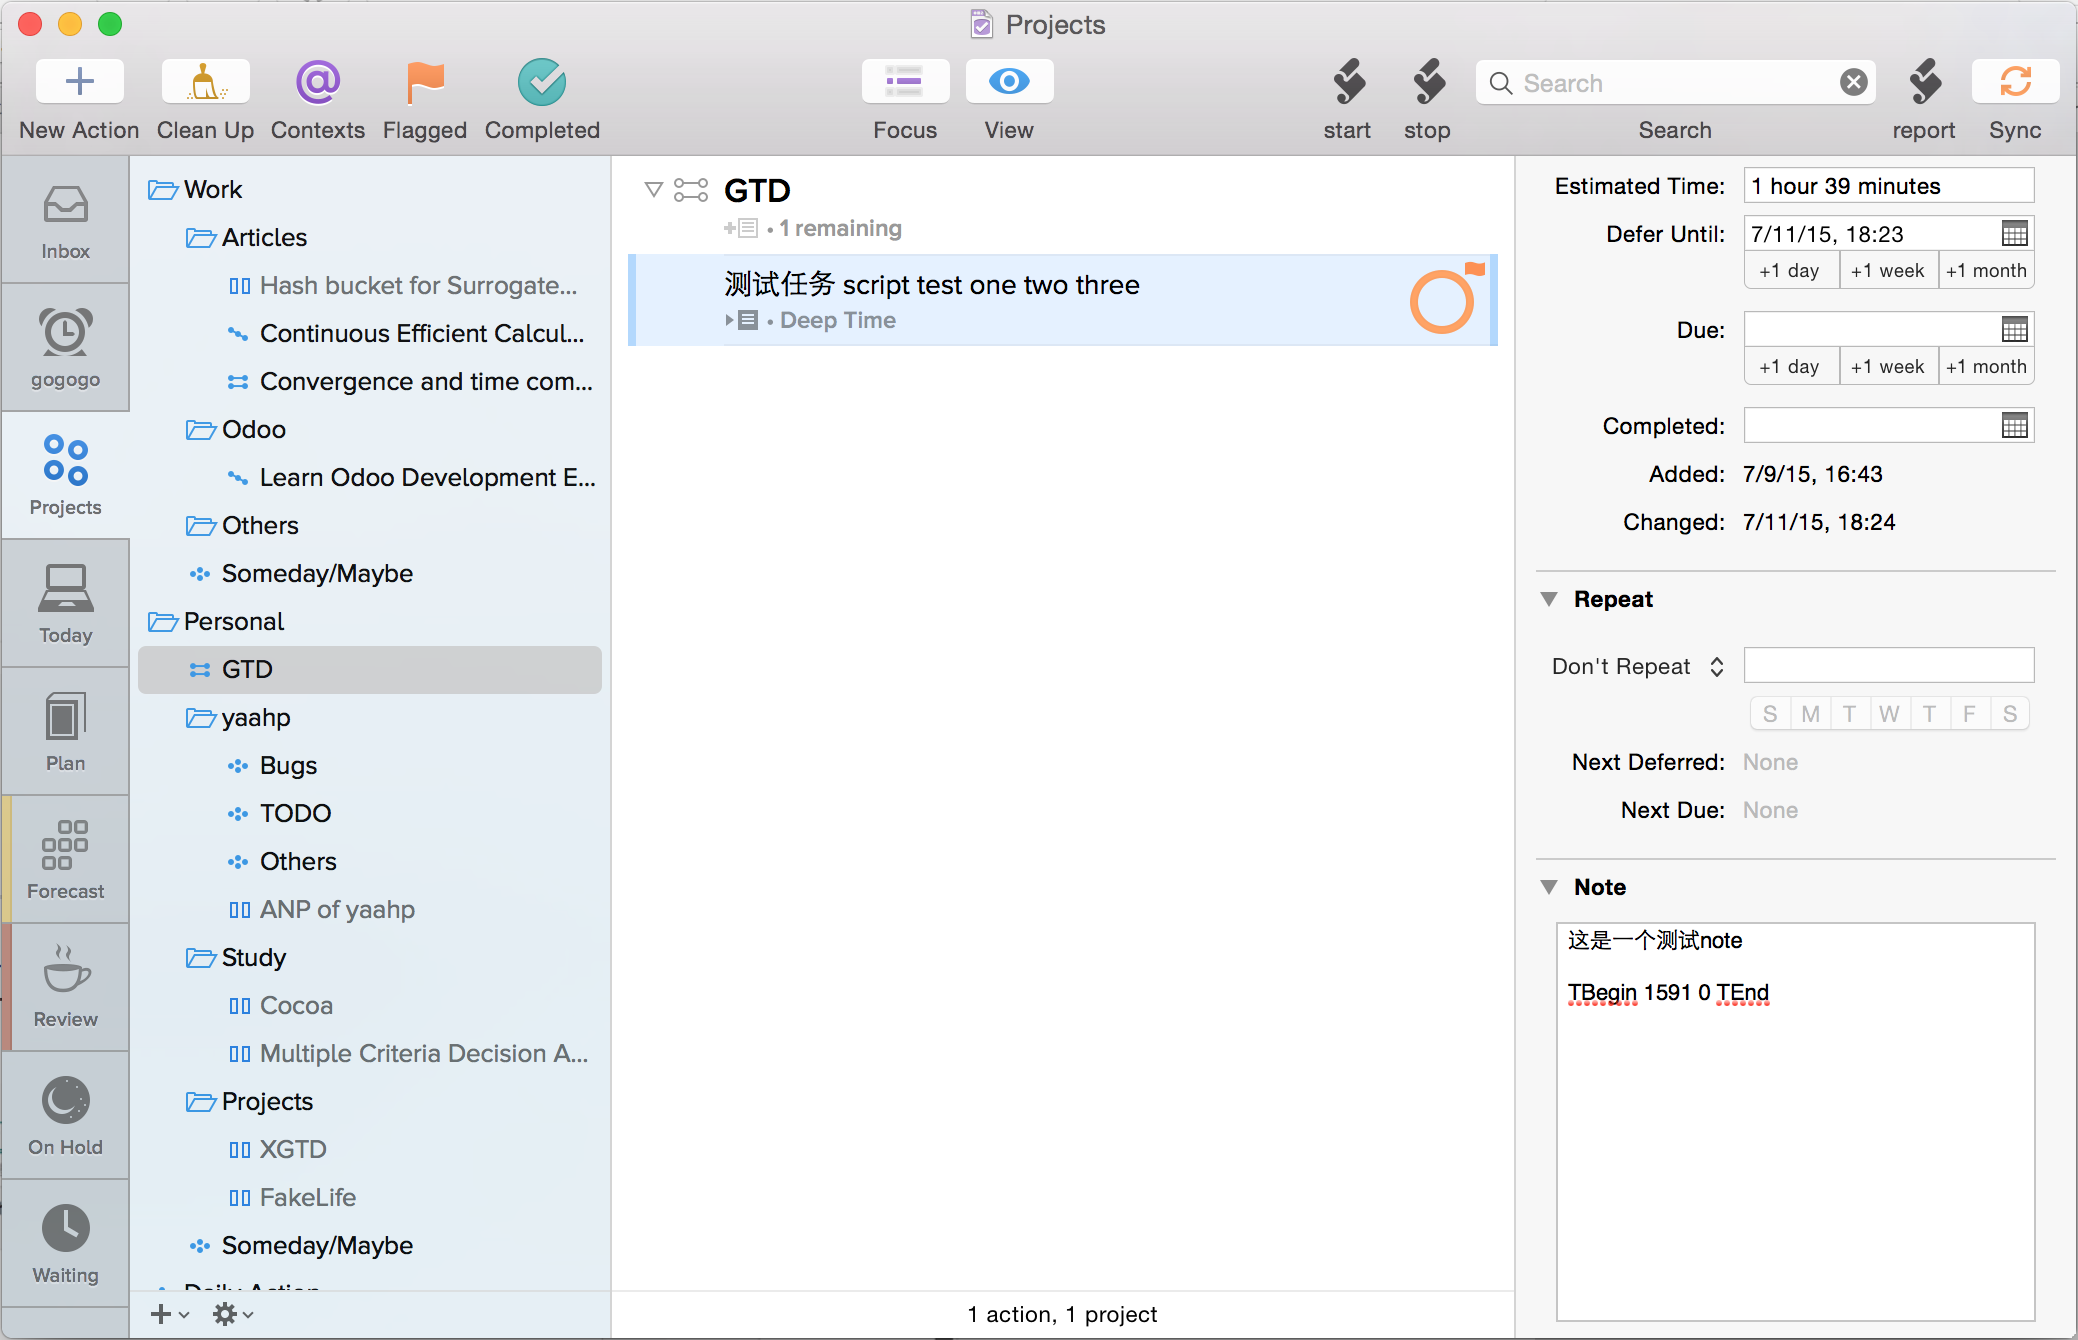 Projects
New Action
Clean Up
Contexts
Flagged
Completed
Focus
View
start
stop
Search
Search
report
Sync
Inbox
gogogo
Projects
Today
Plan
Forecast
Review
On Hold
Waiting
Work
Articles
Hash bucket for Surrogate...
Continuous Efficient Calcul...
Convergence and time com...
Odoo
Learn Odoo Development E...
Others
Someday/Maybe
Personal
GTD
yaahp
Bugs
TODO
Others
ANP of yaahp
Study
Cocoa
Multiple Criteria Decision A...
Projects
XGTD
FakeLife
Someday/Maybe
Daily Action
GTD
• 1 remaining
测试任务 script test one two three
• Deep Time
1 action, 1 project
Estimated Time: 1 hour 39 minutes
Defer Until: 7/11/15, 18:23
+1 day +1 week +1 month
Due:
+1 day +1 week +1 month
Completed:
Added: 7/9/15, 16:43
Changed: 7/11/15, 18:24
Repeat
Don't Repeat
S M T W T F S
Next Deferred: None
Next Due: None
Note
这是一个测试note
TBegin 1591 0 TEnd